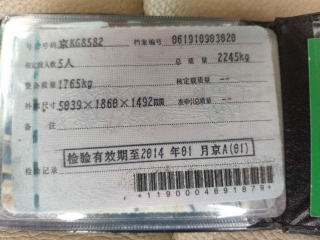 号牌号码 京KG8582 档案编号 061910903020
核定载人数 5人 总质量 2245kg
整备质量 1765kg 核定载质量 --
外廓尺寸 5039×1860×1492mm 准牵引总质量 --
备注
检验有效期至2014年01月京A(01)
检验记录
*1190004691879*